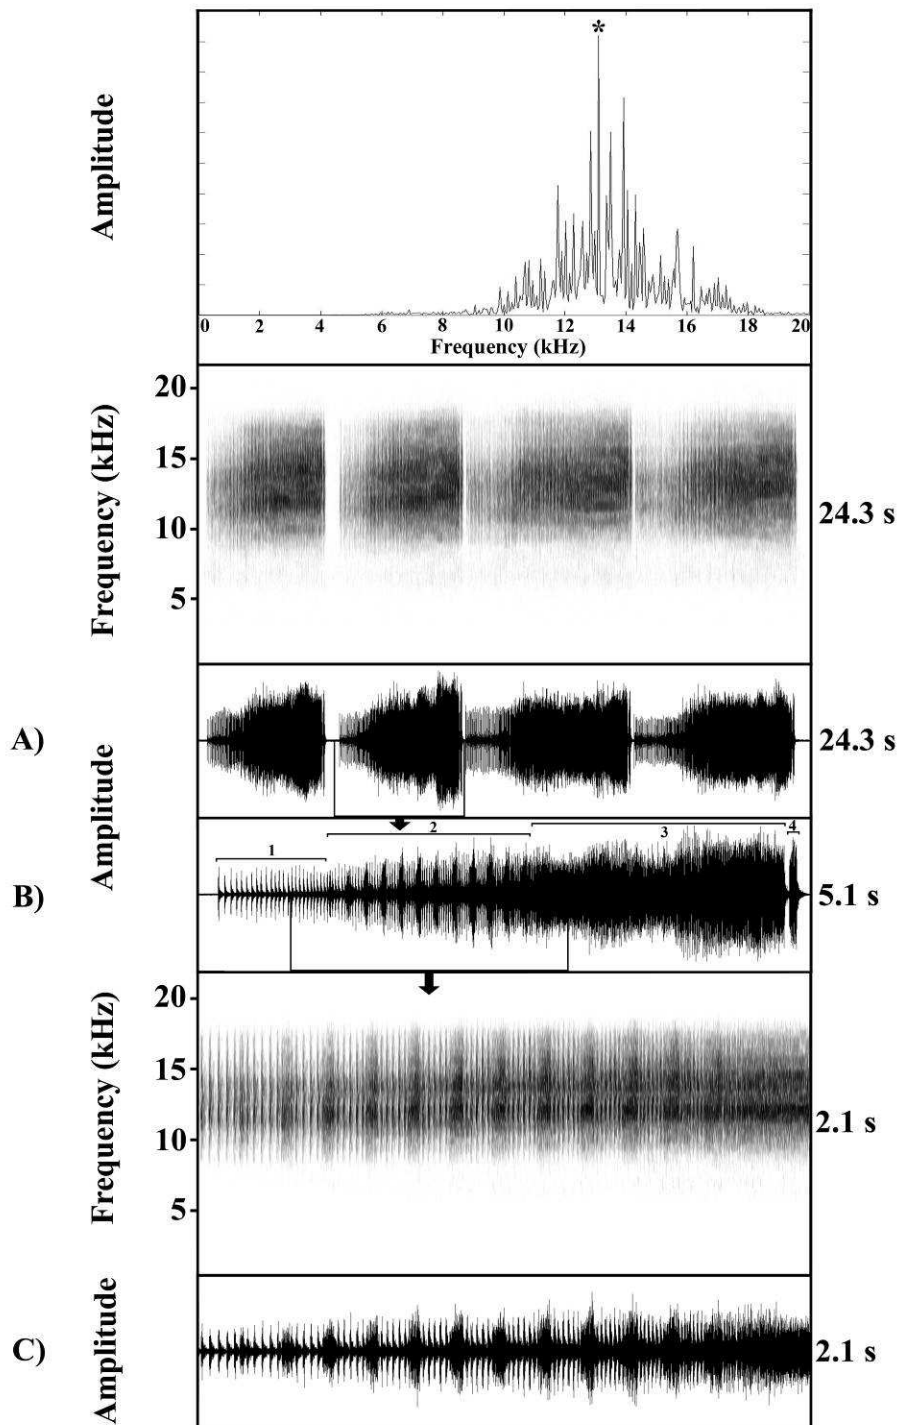 *
Amplitude
0 2 4 6 8 10 12 14 16 18 20
Frequency (kHz)
Frequency (kHz)
20
15
10
5
24.3 s
A)
Amplitude
24.3 s
1 2 3 4
B)
5.1 s
Frequency (kHz)
20
15
10
5
2.1 s
C)
Amplitude
2.1 s